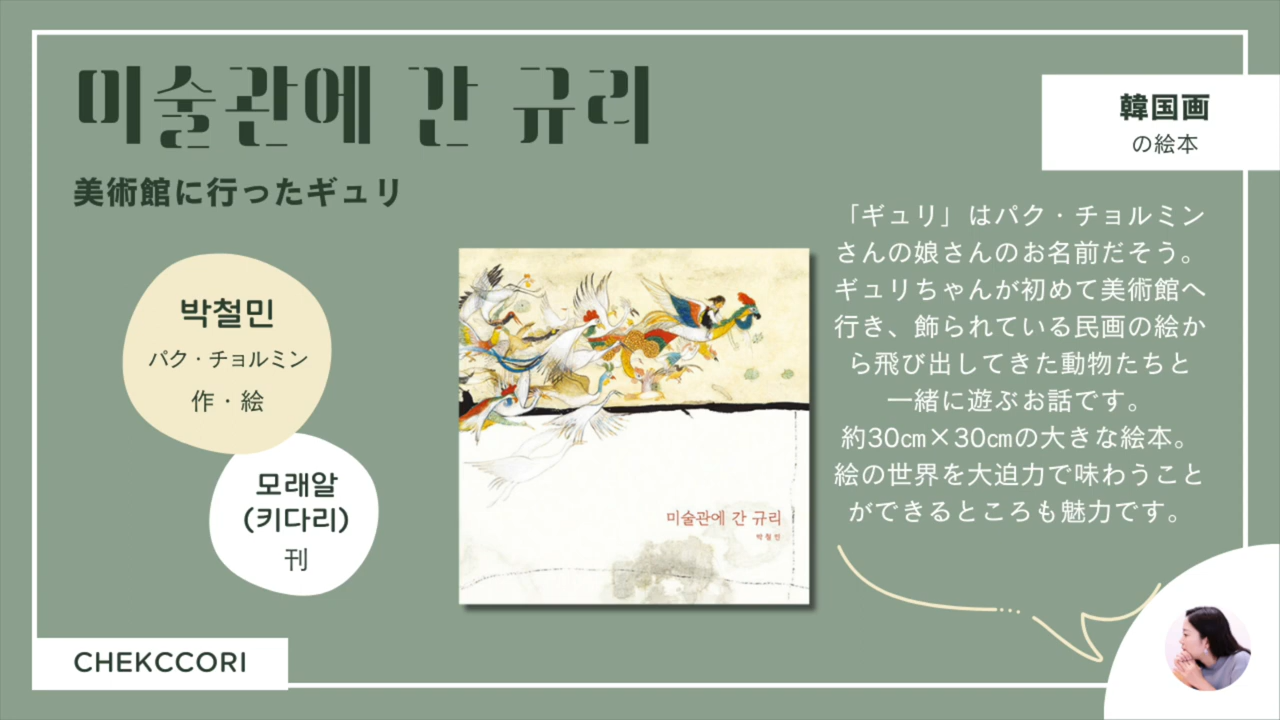 미술관에 간 규리
美術館に行ったギュリ
韓国画
の絵本
박철민
パク・チョルミン
作・絵
모래알
(키다리)
刊
미술관에 간 규리
박철민
「ギュリ」はパク・チョルミン
さんの娘さんのお名前だそう。
ギュリちゃんが初めて美術館へ
行き、飾られている民画の絵か
ら飛び出してきた動物たちと
一緒に遊ぶお話です。
約30㎝×30㎝の大きな絵本。
絵の世界を大迫力で味わうこと
ができるところも魅力です。
CHEKCCORI